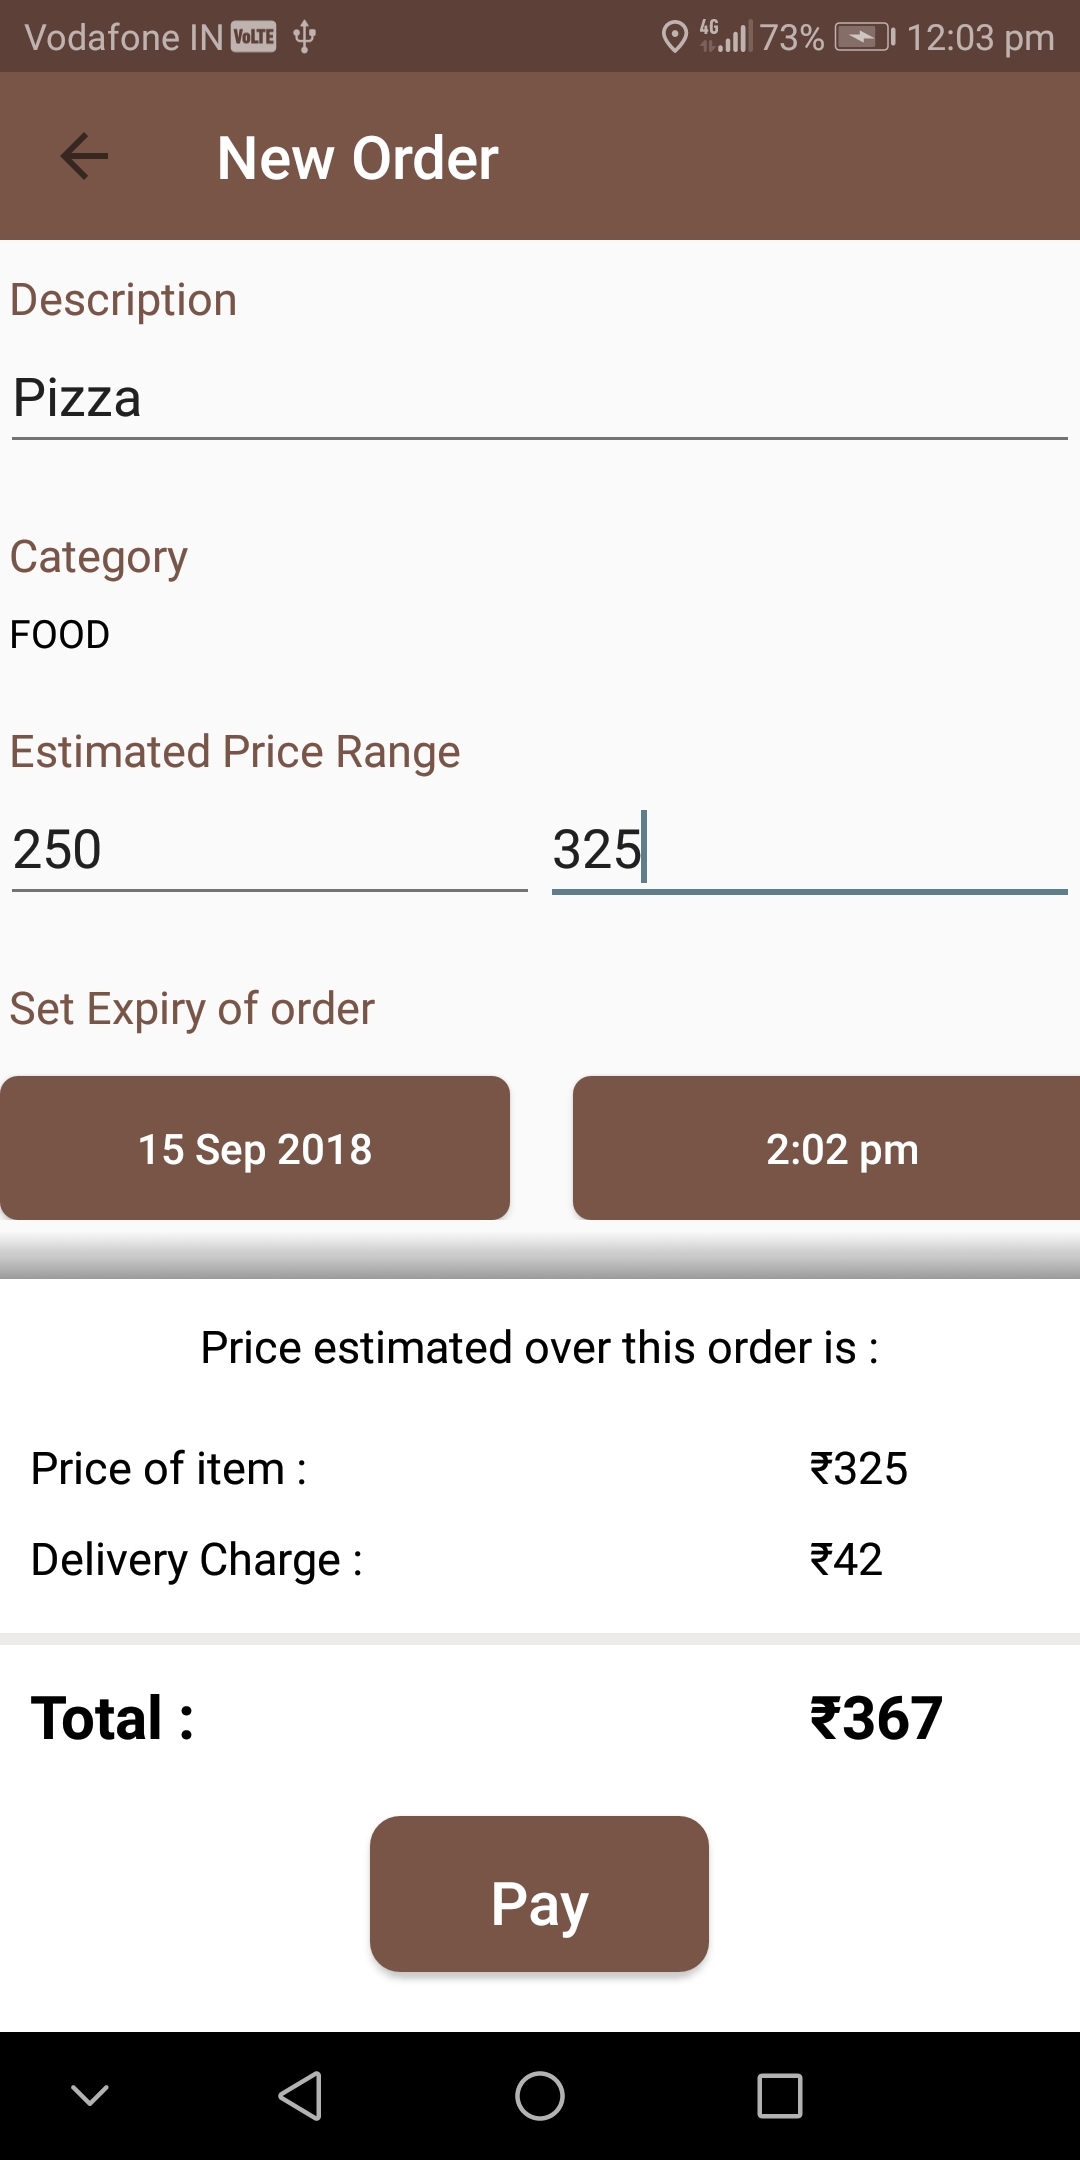 Vodafone IN VoLTE 4G 73% 12:03 pm
New Order
Description
Pizza
Category
FOOD
Estimated Price Range
250 325
Set Expiry of order
15 Sep 2018 2:02 pm
Price estimated over this order is :
Price of item : ₹325
Delivery Charge : ₹42
Total : ₹367
Pay